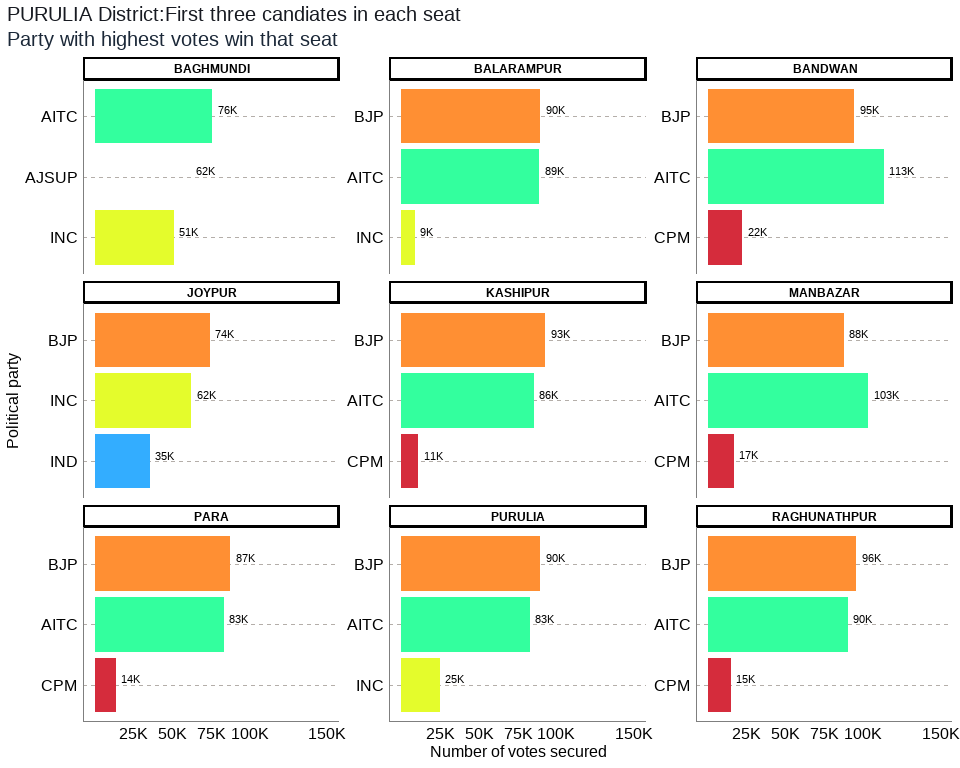 PURULIA District:First three candiates in each seat
Party with highest votes win that seat
BAGHMUNDI
AITC 76K
AJSUP 62K
INC 51K
BALARAMPUR
BJP 90K
AITC 89K
INC 9K
BANDWAN
BJP 95K
AITC 113K
CPM 22K
JOYPUR
BJP 74K
INC 62K
IND 35K
KASHIPUR
BJP 93K
AITC 86K
CPM 11K
MANBAZAR
BJP 88K
AITC 103K
CPM 17K
PARA
BJP 87K
AITC 83K
CPM 14K
PURULIA
BJP 90K
AITC 83K
INC 25K
RAGHUNATHPUR
BJP 96K
AITC 90K
CPM 15K
25K 50K 75K 100K 150K
25K 50K 75K 100K 150K
25K 50K 75K 100K 150K
Number of votes secured
Political party